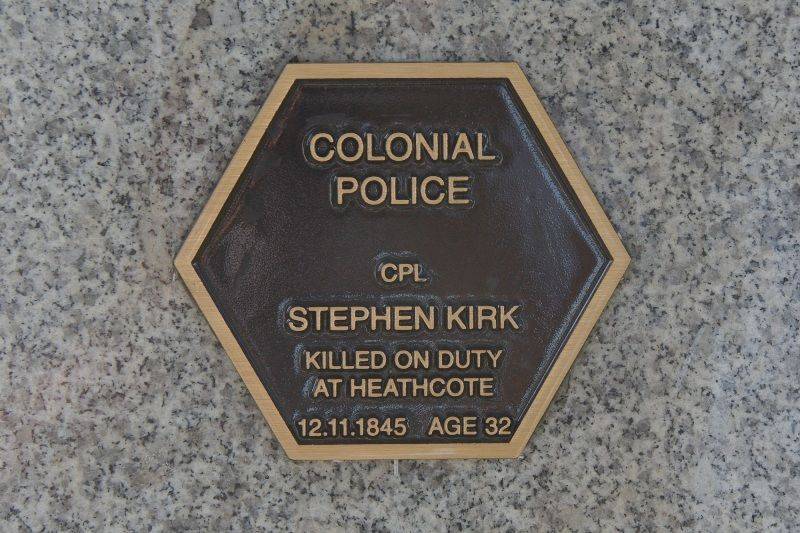 COLONIAL
POLICE
CPL
STEPHEN KIRK
KILLED ON DUTY
AT HEATHCOTE
12.11.1845 AGE 32